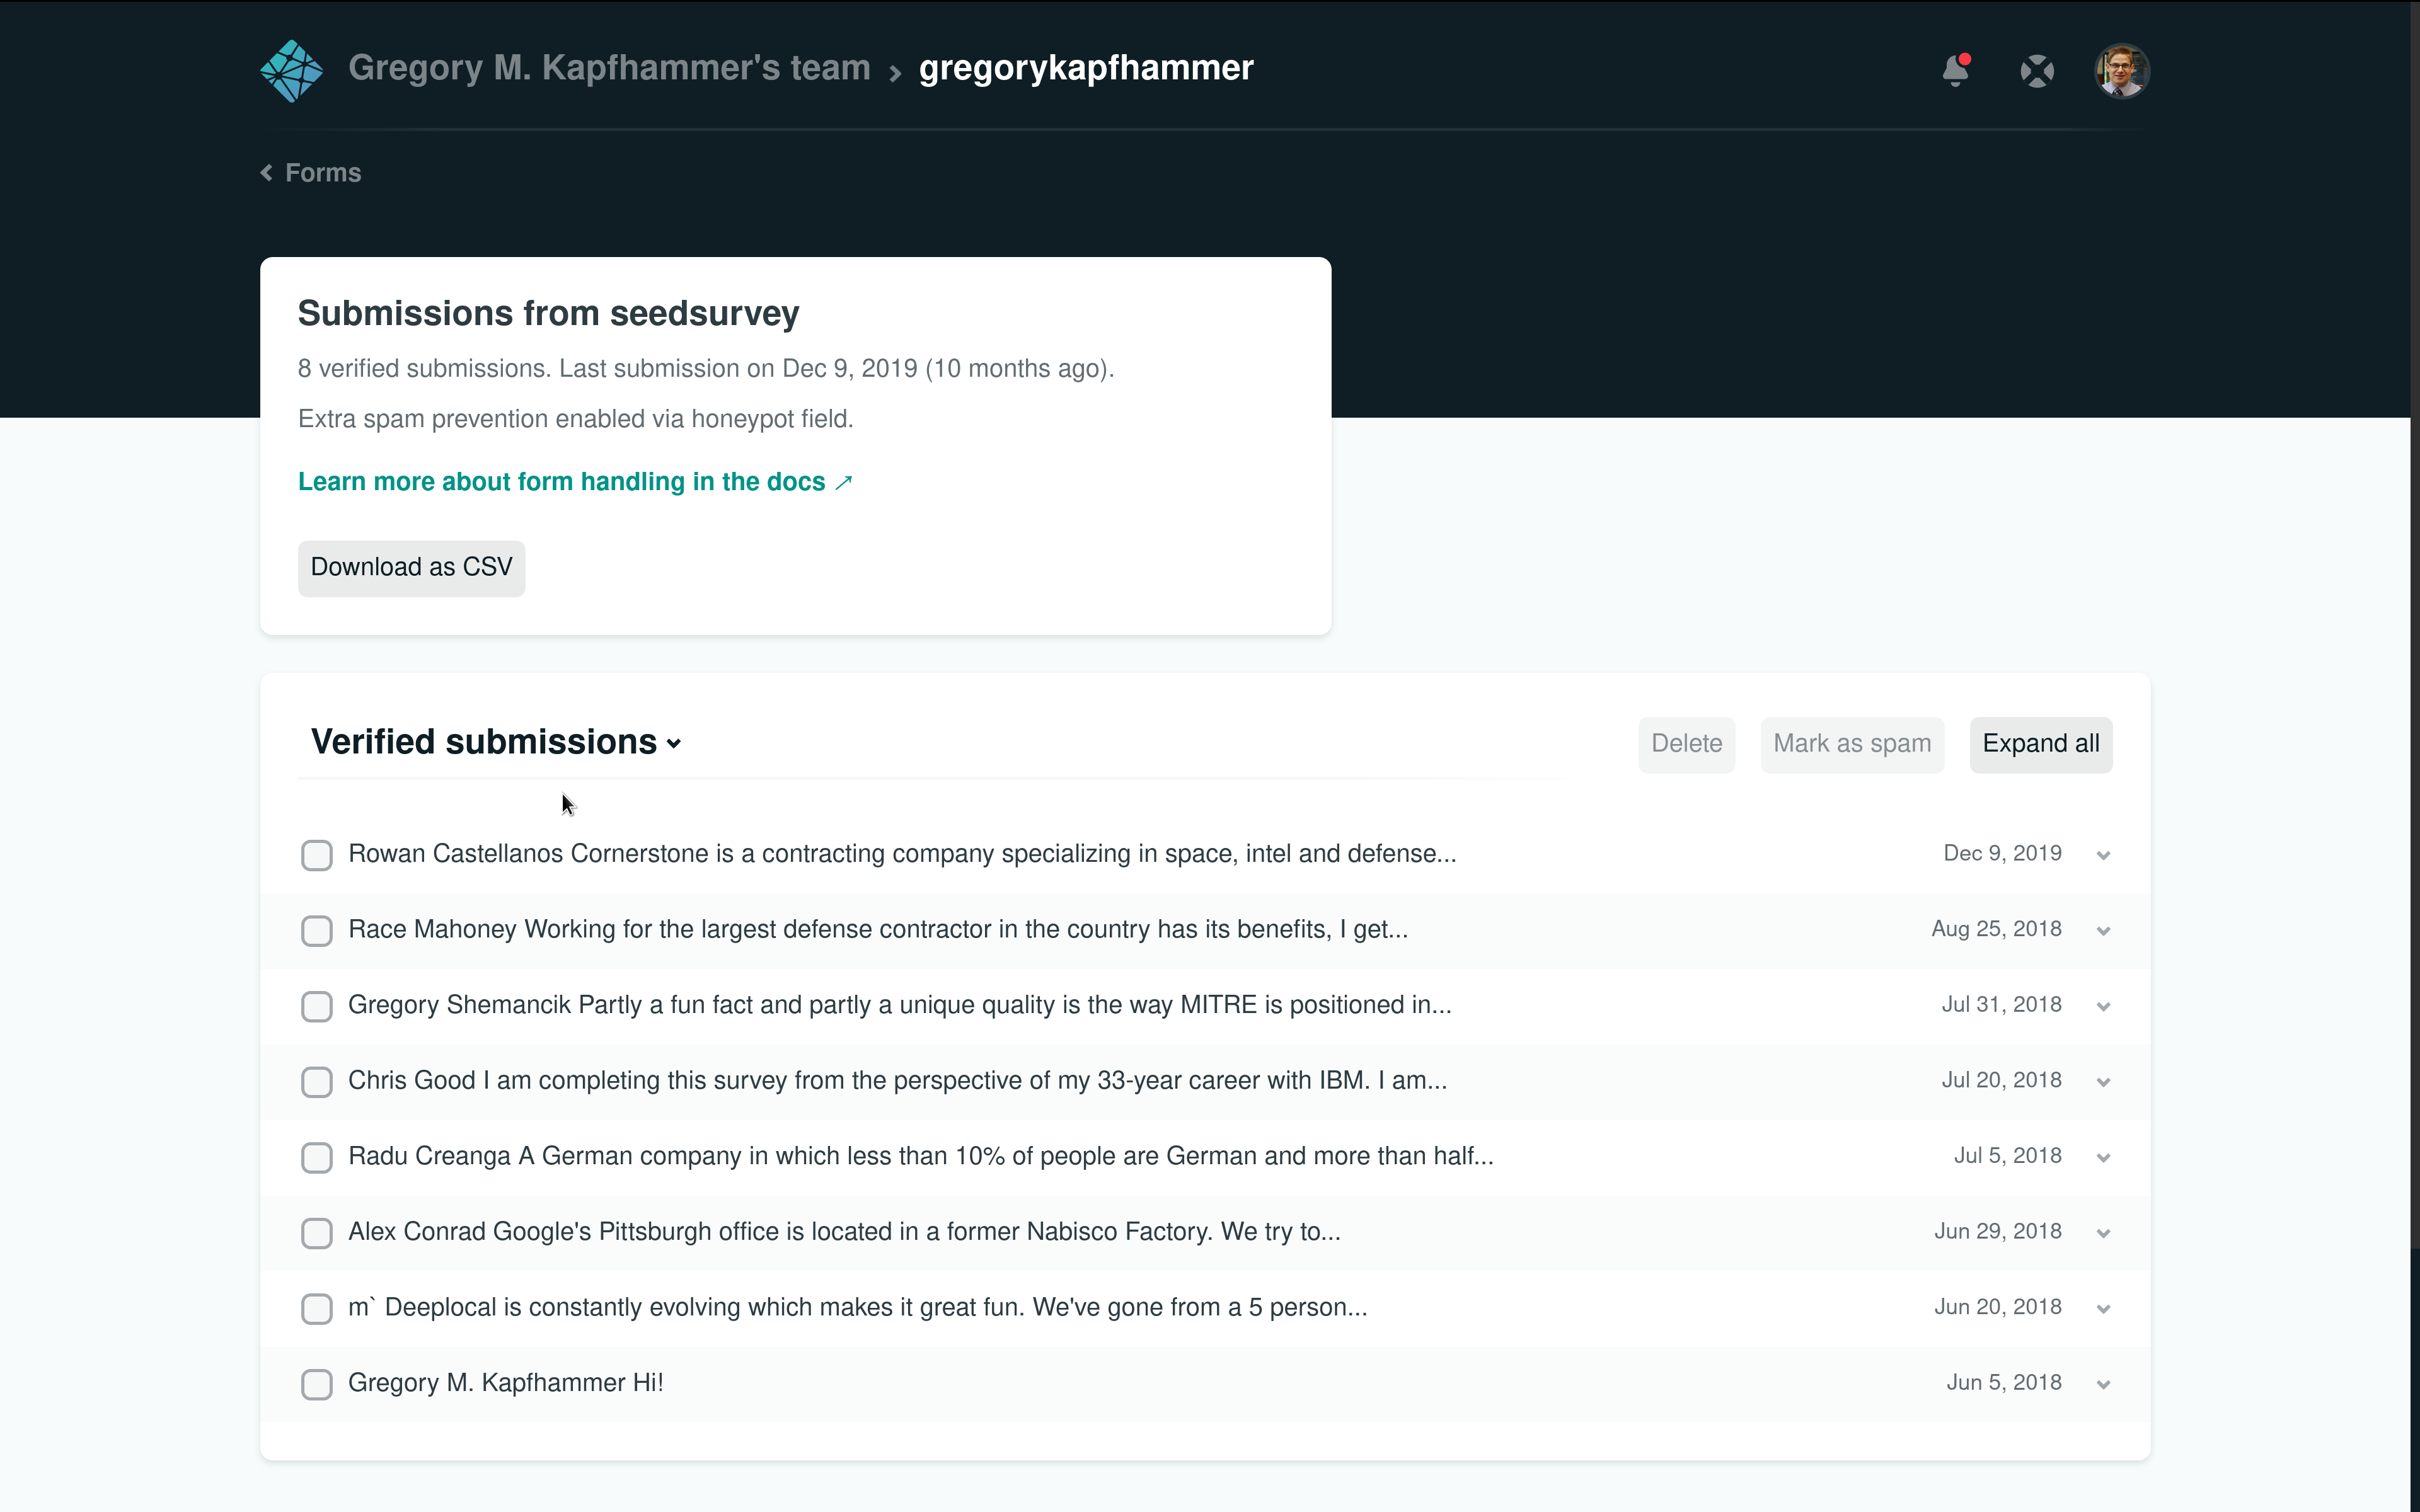 Gregory M. Kapfhammer's team › gregorykapfhammer
Forms
Submissions from seedsurvey
8 verified submissions. Last submission on Dec 9, 2019 (10 months ago).
Extra spam prevention enabled via honeypot field.
Learn more about form handling in the docs ↗
Download as CSV
Verified submissions
Delete Mark as spam Expand all
Rowan Castellanos Cornerstone is a contracting company specializing in space, intel and defense... Dec 9, 2019
Race Mahoney Working for the largest defense contractor in the country has its benefits, I get... Aug 25, 2018
Gregory Shemancik Partly a fun fact and partly a unique quality is the way MITRE is positioned in... Jul 31, 2018
Chris Good I am completing this survey from the perspective of my 33-year career with IBM. I am... Jul 20, 2018
Radu Creanga A German company in which less than 10% of people are German and more than half... Jul 5, 2018
Alex Conrad Google's Pittsburgh office is located in a former Nabisco Factory. We try to... Jun 29, 2018
m` Deeplocal is constantly evolving which makes it great fun. We've gone from a 5 person... Jun 20, 2018
Gregory M. Kapfhammer Hi! Jun 5, 2018